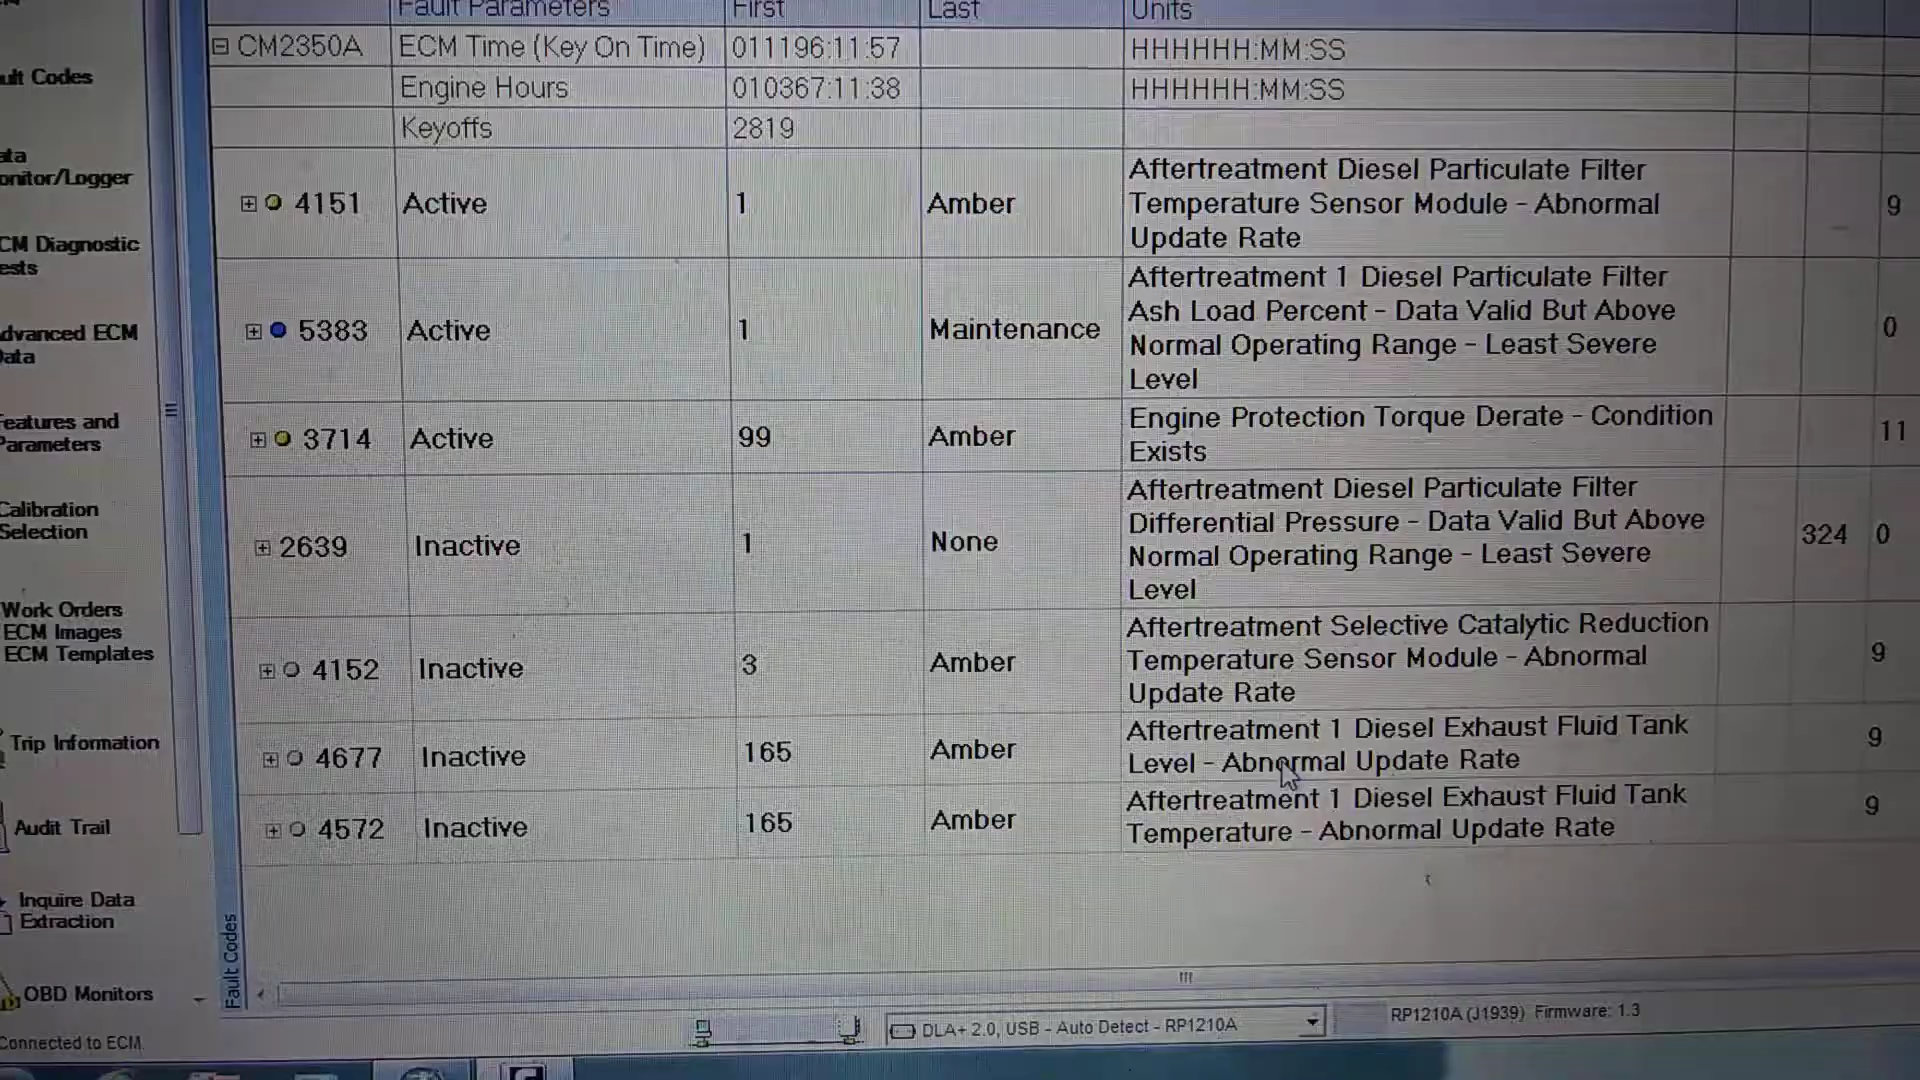 Fault Parameters First Last Units
CM2350A ECM Time (Key On Time) 011196:11:57 HHHHHH:MM:SS
Engine Hours 010367:11:38 HHHHHH:MM:SS
Keyoffs 2819
4151 Active 1 Amber Aftertreatment Diesel Particulate Filter
Temperature Sensor Module - Abnormal
Update Rate 9
5383 Active 1 Maintenance Aftertreatment 1 Diesel Particulate Filter
Ash Load Percent - Data Valid But Above
Normal Operating Range - Least Severe
Level 0
3714 Active 99 Amber Engine Protection Torque Derate - Condition
Exists 11
2639 Inactive 1 None Aftertreatment Diesel Particulate Filter
Differential Pressure - Data Valid But Above
Normal Operating Range - Least Severe
Level 324 0
4152 Inactive 3 Amber Aftertreatment Selective Catalytic Reduction
Temperature Sensor Module - Abnormal
Update Rate 9
4677 Inactive 165 Amber Aftertreatment 1 Diesel Exhaust Fluid Tank
Level - Abnormal Update Rate 9
4572 Inactive 165 Amber Aftertreatment 1 Diesel Exhaust Fluid Tank
Temperature - Abnormal Update Rate 9
ult Codes
ata
onitor/Logger
CM Diagnostic
ests
dvanced ECM
ata
eatures and
Parameters
Calibration
Selection
Work Orders
ECM Images
ECM Templates
Trip Information
Audit Trail
Inquire Data
Extraction
OBD Monitors
Fault Codes
Connected to ECM
DLA+ 2.0, USB - Auto Detect - RP1210A
RP1210A (J1939) Firmware: 1.3